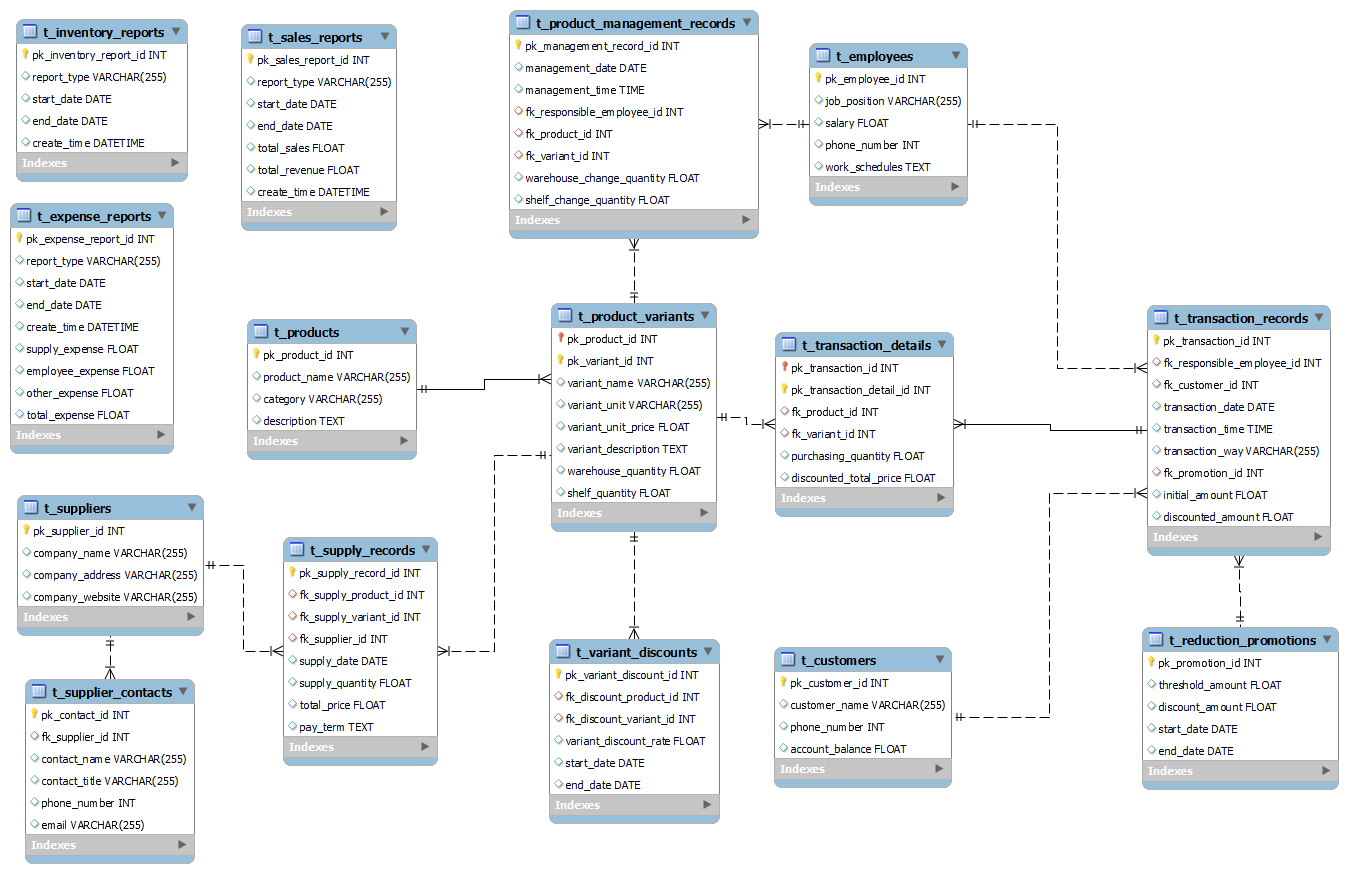 t_inventory_reports
pk_inventory_report_id INT
report_type VARCHAR(255)
start_date DATE
end_date DATE
create_time DATETIME
Indexes
t_sales_reports
pk_sales_report_id INT
report_type VARCHAR(255)
start_date DATE
end_date DATE
total_sales FLOAT
total_revenue FLOAT
create_time DATETIME
Indexes
t_product_management_records
pk_management_record_id INT
management_date DATE
management_time TIME
fk_responsible_employee_id INT
fk_product_id INT
fk_variant_id INT
warehouse_change_quantity FLOAT
shelf_change_quantity FLOAT
Indexes
t_employees
pk_employee_id INT
job_position VARCHAR(255)
salary FLOAT
phone_number INT
work_schedules TEXT
Indexes
t_expense_reports
pk_expense_report_id INT
report_type VARCHAR(255)
start_date DATE
end_date DATE
create_time DATETIME
supply_expense FLOAT
employee_expense FLOAT
other_expense FLOAT
total_expense FLOAT
Indexes
t_products
pk_product_id INT
product_name VARCHAR(255)
category VARCHAR(255)
description TEXT
Indexes
t_product_variants
pk_product_id INT
pk_variant_id INT
variant_name VARCHAR(255)
variant_unit VARCHAR(255)
variant_unit_price FLOAT
variant_description TEXT
warehouse_quantity FLOAT
shelf_quantity FLOAT
Indexes
t_transaction_details
pk_transaction_id INT
pk_transaction_detail_id INT
fk_product_id INT
fk_variant_id INT
purchasing_quantity FLOAT
discounted_total_price FLOAT
Indexes
t_transaction_records
pk_transaction_id INT
fk_responsible_employee_id INT
fk_customer_id INT
transaction_date DATE
transaction_time TIME
transaction_way VARCHAR(255)
fk_promotion_id INT
initial_amount FLOAT
discounted_amount FLOAT
Indexes
t_suppliers
pk_supplier_id INT
company_name VARCHAR(255)
company_address VARCHAR(255)
company_website VARCHAR(255)
Indexes
t_supply_records
pk_supply_record_id INT
fk_supply_product_id INT
fk_supply_variant_id INT
fk_supplier_id INT
supply_date DATE
supply_quantity FLOAT
total_price FLOAT
pay_term TEXT
Indexes
t_variant_discounts
pk_variant_discount_id INT
fk_discount_product_id INT
fk_discount_variant_id INT
variant_discount_rate FLOAT
start_date DATE
end_date DATE
Indexes
t_customers
pk_customer_id INT
customer_name VARCHAR(255)
phone_number INT
account_balance FLOAT
Indexes
t_reduction_promotions
pk_promotion_id INT
threshold_amount FLOAT
discount_amount FLOAT
start_date DATE
end_date DATE
Indexes
t_supplier_contacts
pk_contact_id INT
fk_supplier_id INT
contact_name VARCHAR(255)
contact_title VARCHAR(255)
phone_number INT
email VARCHAR(255)
Indexes